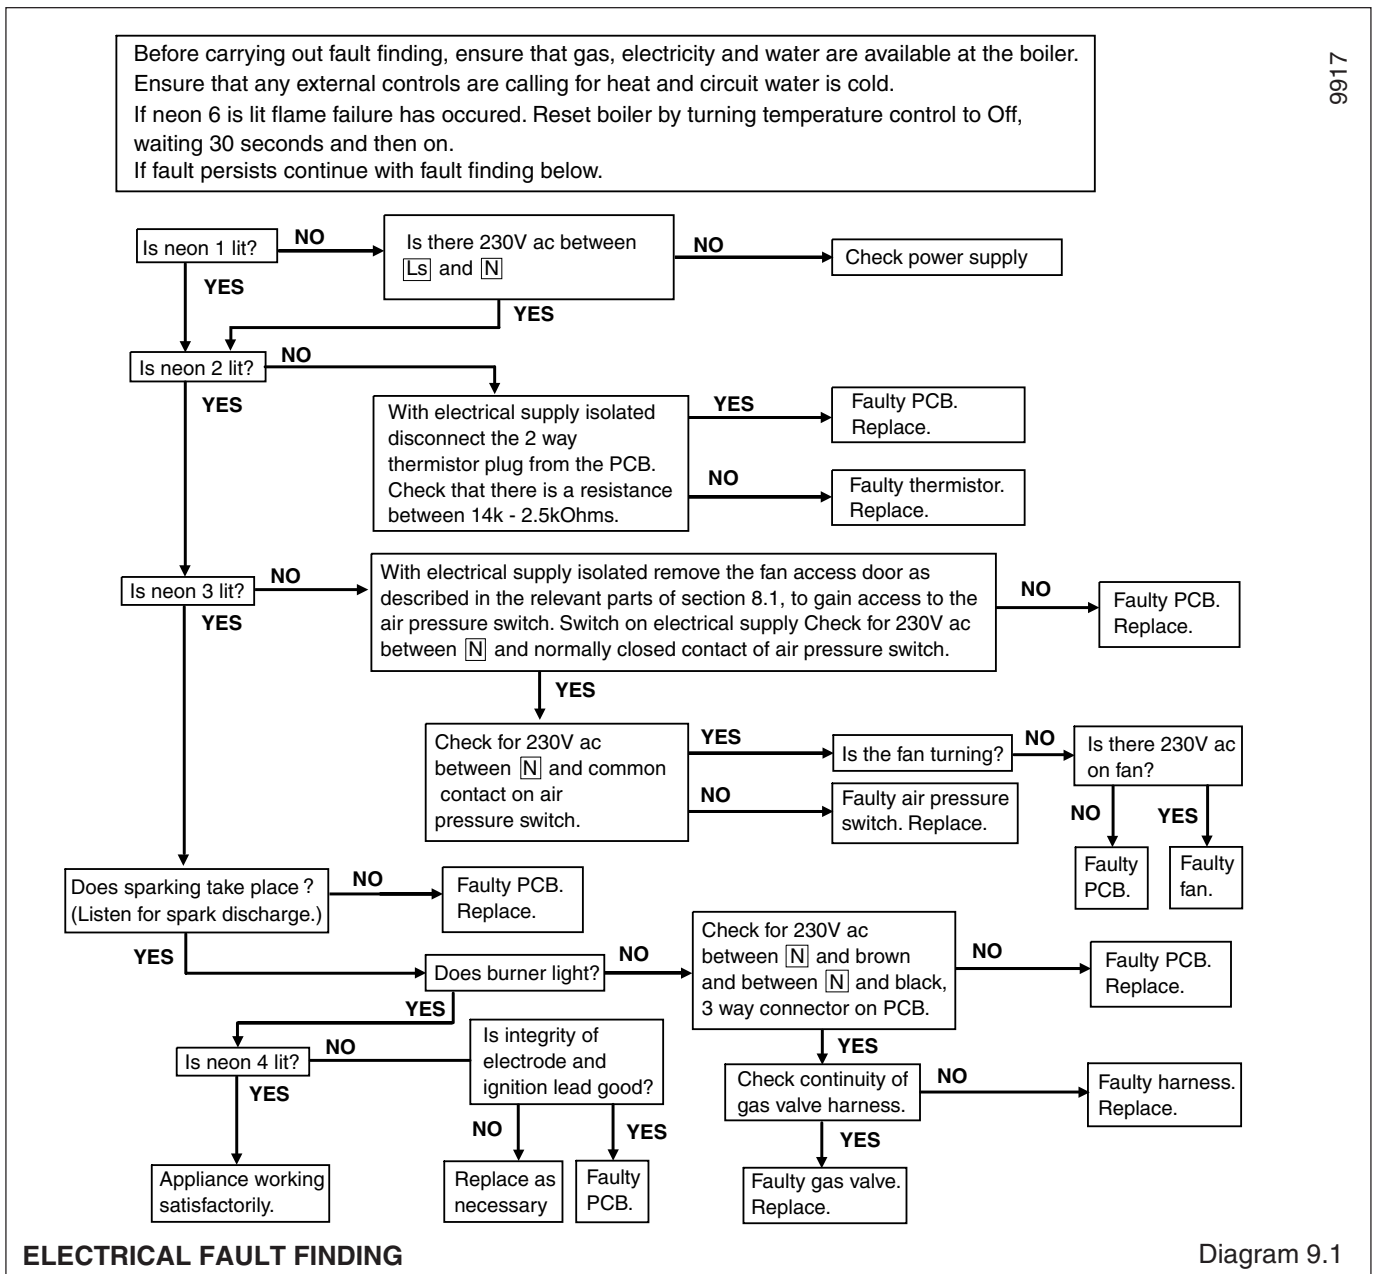 Before carrying out fault finding, ensure that gas, electricity and water are available at the boiler.
Ensure that any external controls are calling for heat and circuit water is cold.
If neon 6 is lit flame failure has occured. Reset boiler by turning temperature control to Off,
waiting 30 seconds and then on.
If fault persists continue with fault finding below.
9917
Is neon 1 lit?
NO
YES
Is there 230V ac between
Ls and N
NO
YES
Check power supply
Is neon 2 lit?
NO
YES
With electrical supply isolated
disconnect the 2 way
thermistor plug from the PCB.
Check that there is a resistance
between 14k - 2.5kOhms.
YES
Faulty PCB.
Replace.
NO
Faulty thermistor.
Replace.
Is neon 3 lit?
NO
YES
With electrical supply isolated remove the fan access door as
described in the relevant parts of section 8.1, to gain access to the
air pressure switch. Switch on electrical supply Check for 230V ac
between N and normally closed contact of air pressure switch.
NO
Faulty PCB.
Replace.
YES
Check for 230V ac
between N and common
contact on air
pressure switch.
YES
Is the fan turning?
NO
Is there 230V ac
on fan?
NO
Faulty air pressure
switch. Replace.
NO
YES
Faulty
PCB.
Faulty
fan.
Does sparking take place ?
(Listen for spark discharge.)
NO
Faulty PCB.
Replace.
YES
Does burner light?
NO
YES
Check for 230V ac
between N and brown
and between N and black,
3 way connector on PCB.
NO
Faulty PCB.
Replace.
YES
Is neon 4 lit?
NO
YES
Is integrity of
electrode and
ignition lead good?
NO
YES
Check continuity of
gas valve harness.
NO
Faulty harness.
Replace.
YES
Appliance working
satisfactorily.
Replace as
necessary
Faulty
PCB.
Faulty gas valve.
Replace.
ELECTRICAL FAULT FINDING
Diagram 9.1